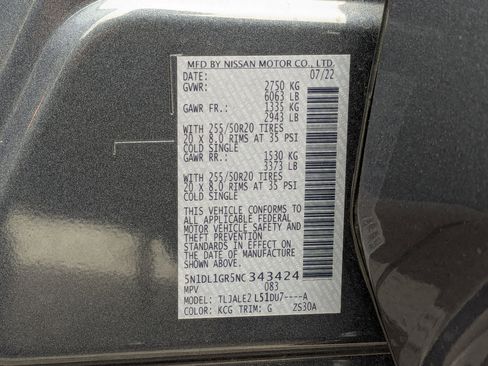 MFD BY NISSAN MOTOR CO., LTD.
DATE: 07/22
GVWR: 2750 KG
6063 LB
GAWR FR.: 1335 KG
2943 LB
WITH 255/50R20 TIRES
20 X 8.0 RIMS AT 35 PSI
COLD SINGLE
GAWR RR.: 1530 KG
3373 LB
WITH 255/50R20 TIRES
20 X 8.0 RIMS AT 35 PSI
COLD SINGLE
THIS VEHICLE CONFORMS TO
ALL APPLICABLE FEDERAL
MOTOR VEHICLE SAFETY AND
THEFT PREVENTION
STANDARDS IN EFFECT ON
THE DATE OF MANUFACTURE
SHOWN ABOVE.
5N1DL1GR5NC343424
MPV 083
MODEL: TLJALE2 L51DU7----A
COLOR: KCG TRIM: G ZS30A